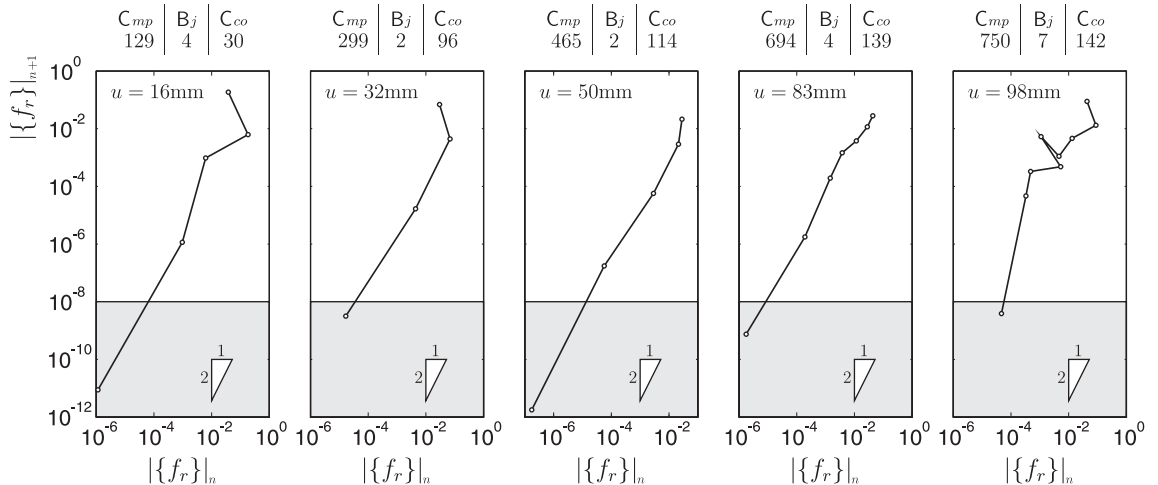 C_mp | B_j | C_co C_mp | B_j | C_co C_mp | B_j | C_co C_mp | B_j | C_co C_mp | B_j | C_co
129 | 4 | 30 299 | 2 | 96 465 | 2 | 114 694 | 4 | 139 750 | 7 | 142
|{f_r}|_{n+1}
10^0
10^{-2}
10^{-4}
10^{-6}
10^{-8}
10^{-10}
10^{-12}
u = 16mm u = 32mm u = 50mm u = 83mm u = 98mm
1 1 1 1 1
2 2 2 2 2
10^{-6} 10^{-4} 10^{-2} 10^0 10^{-6} 10^{-4} 10^{-2} 10^0 10^{-6} 10^{-4} 10^{-2} 10^0 10^{-6} 10^{-4} 10^{-2} 10^0 10^{-6} 10^{-4} 10^{-2} 10^0
|{f_r}|_n |{f_r}|_n |{f_r}|_n |{f_r}|_n |{f_r}|_n